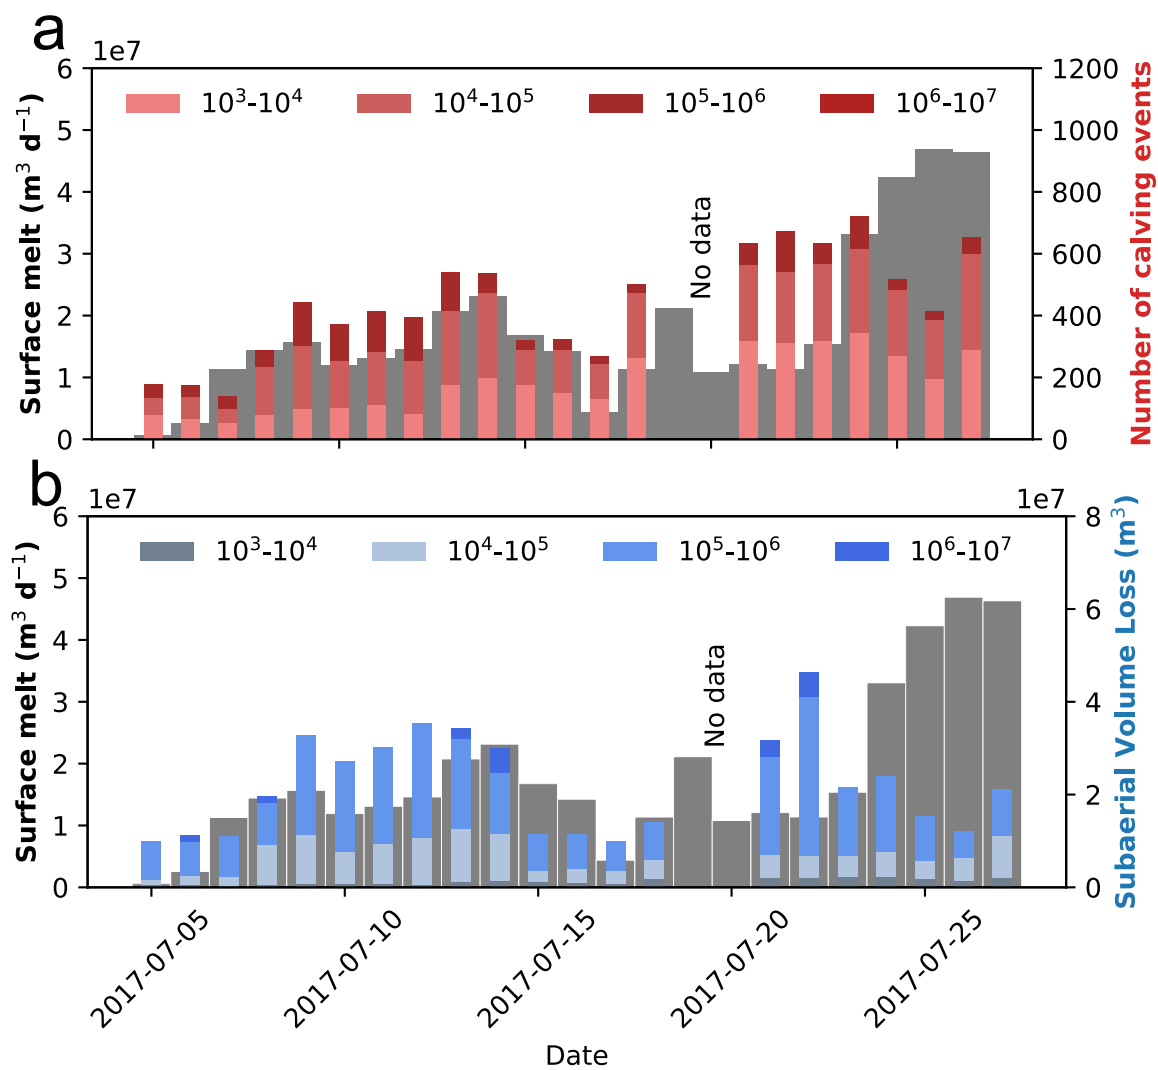 a
1e7
10³-10⁴ 10⁴-10⁵ 10⁵-10⁶ 10⁶-10⁷
6
5
4
3
2
1
0
Surface melt (m³ d⁻¹)
No data
1200
1000
800
600
400
200
0
Number of calving events
b
1e7
1e7
10³-10⁴ 10⁴-10⁵ 10⁵-10⁶ 10⁶-10⁷
6
5
4
3
2
1
0
Surface melt (m³ d⁻¹)
No data
8
6
4
2
0
Subaerial Volume Loss (m³)
2017-07-05
2017-07-10
2017-07-15
2017-07-20
2017-07-25
Date